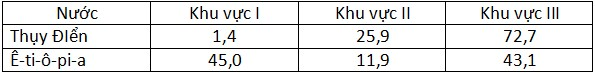 Nước Khu vực I Khu vực II Khu vực III
Thụy ĐIển 1,4 25,9 72,7
Ê-ti-ô-pi-a 45,0 11,9 43,1